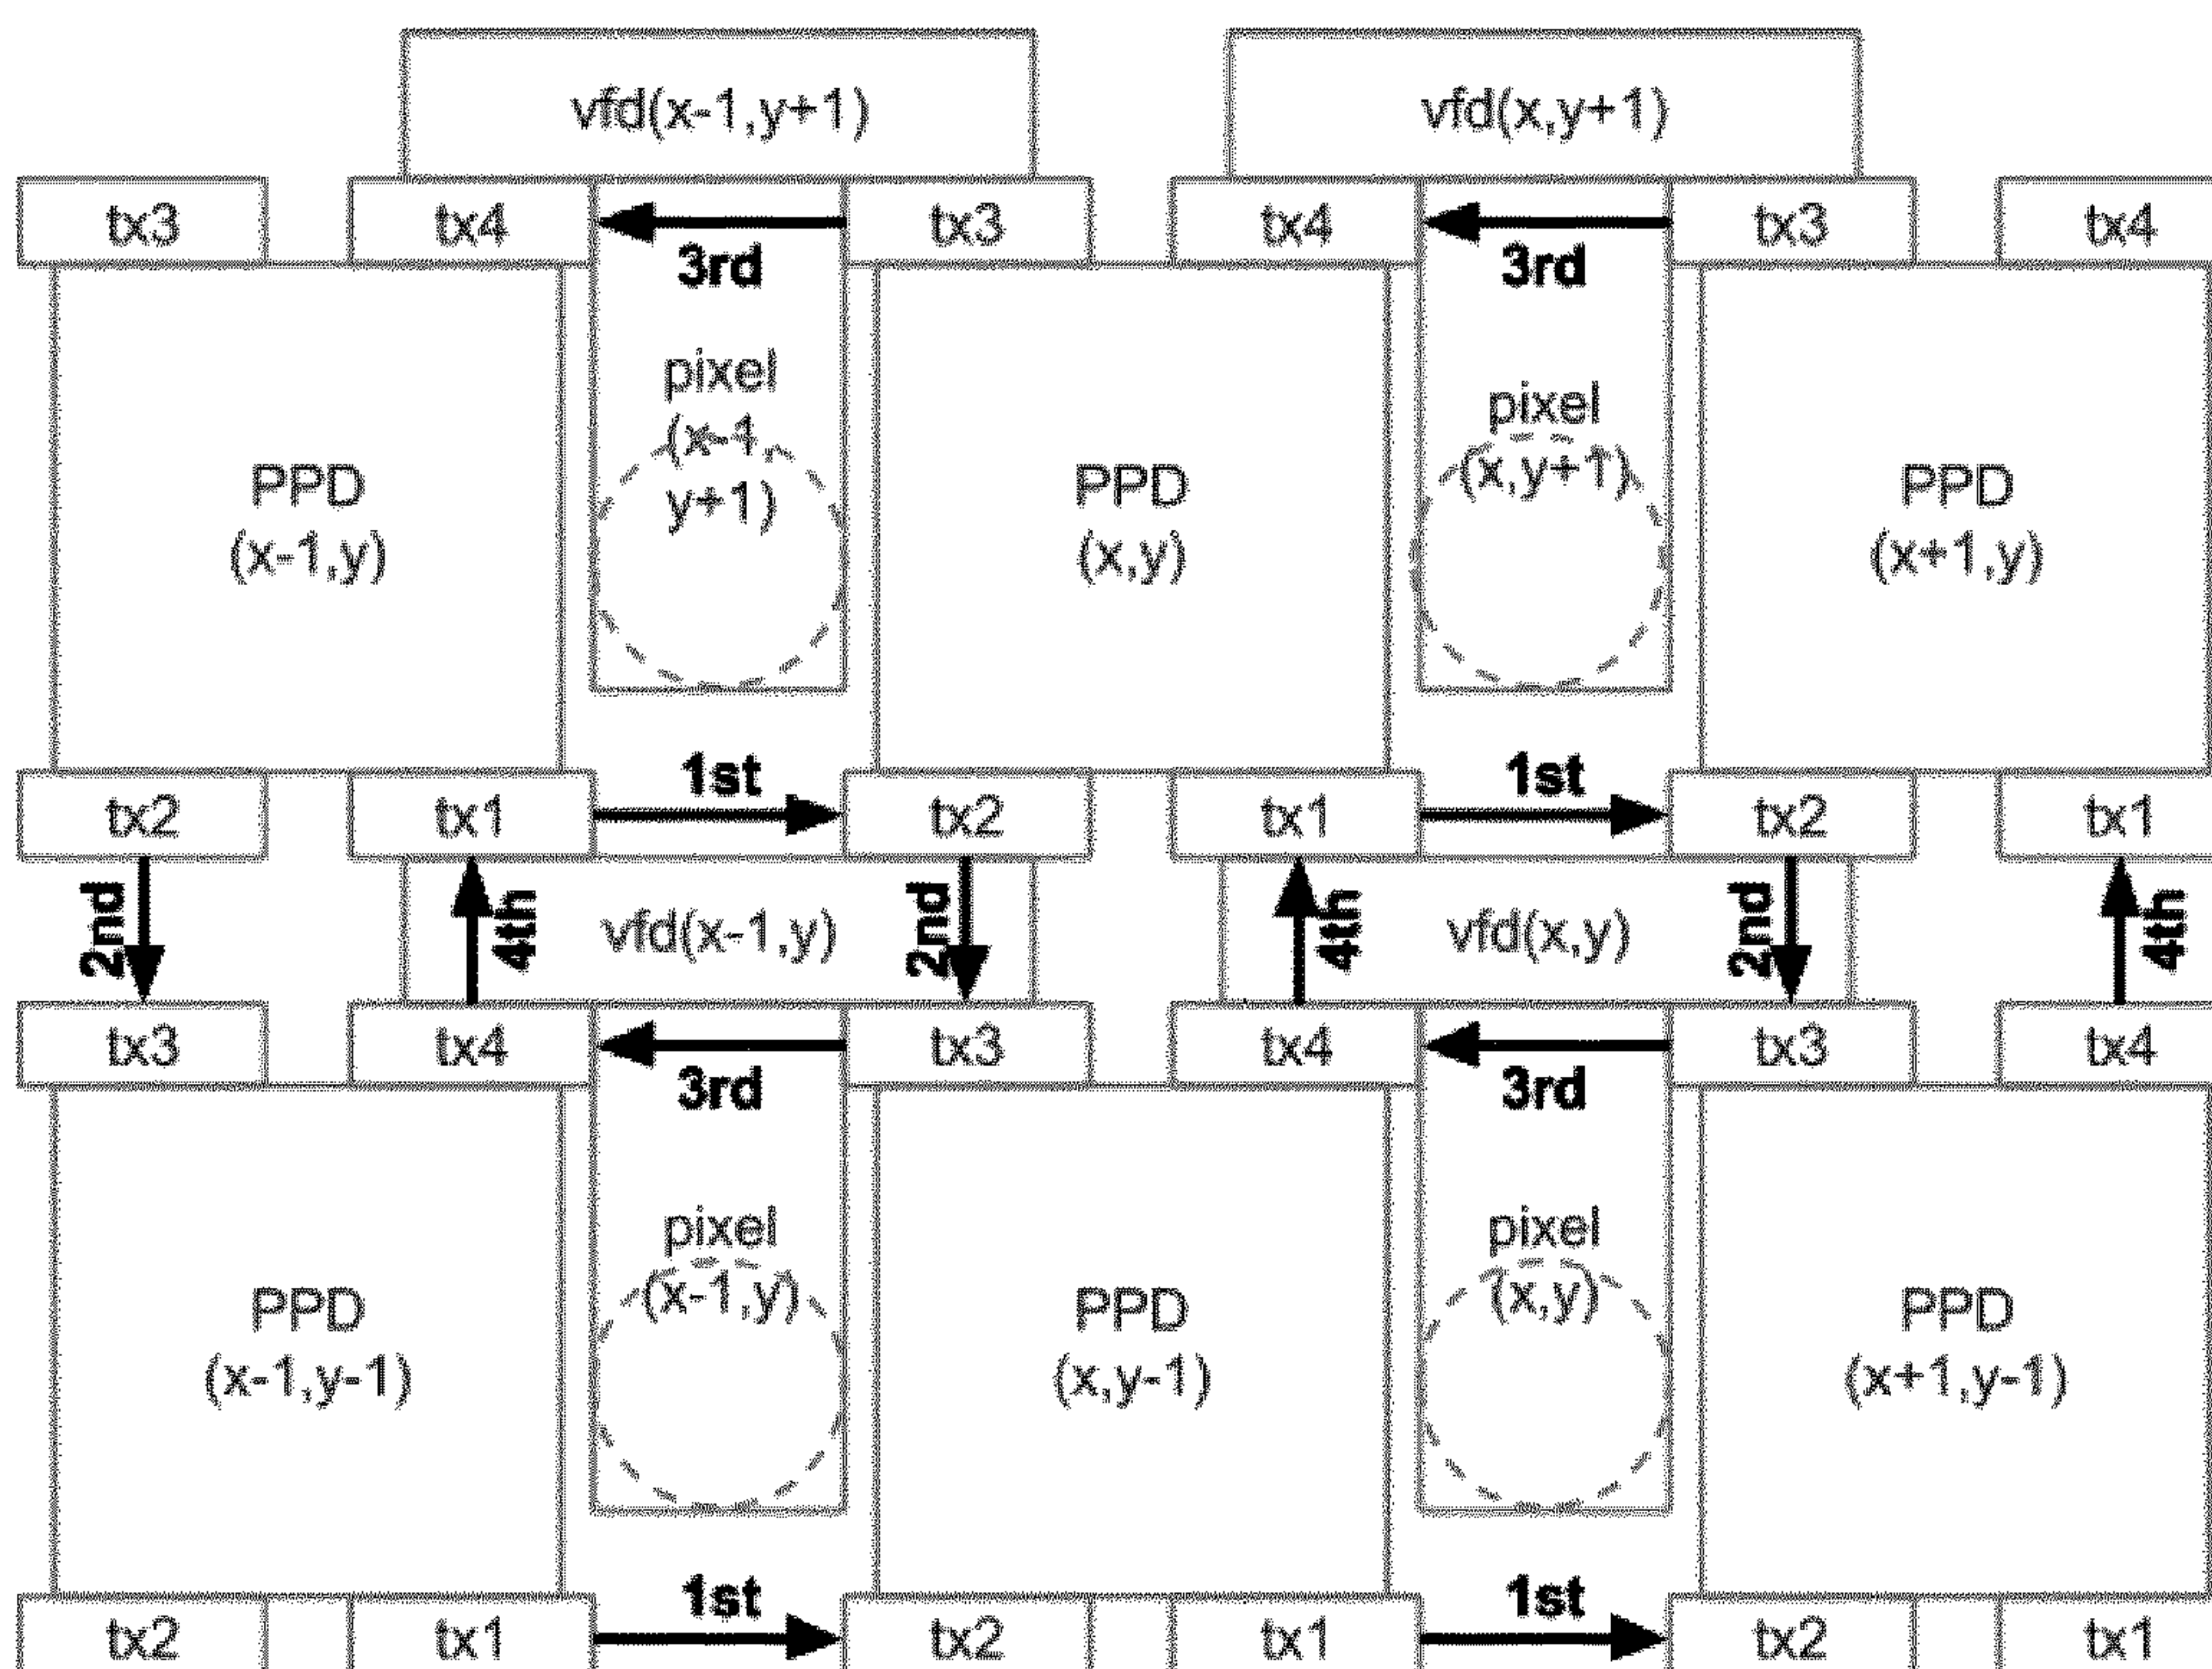 vfd(x-1,y+1)
vfd(x,y+1)
tx3
tx4
tx3
tx4
tx3
tx4
3rd
3rd
PPD
(x-1,y)
pixel
(x-1,
y+1)
PPD
(x,y)
pixel
(x,y+1)
PPD
(x+1,y)
1st
1st
tx2
tx1
tx2
tx1
tx2
tx1
2nd
4th
vfd(x-1,y)
2nd
4th
vfd(x,y)
2nd
4th
tx3
tx4
tx3
tx4
tx3
tx4
3rd
3rd
PPD
(x-1,y-1)
pixel
(x-1,y)
PPD
(x,y-1)
pixel
(x,y)
PPD
(x+1,y-1)
1st
1st
tx2
tx1
tx2
tx1
tx2
tx1